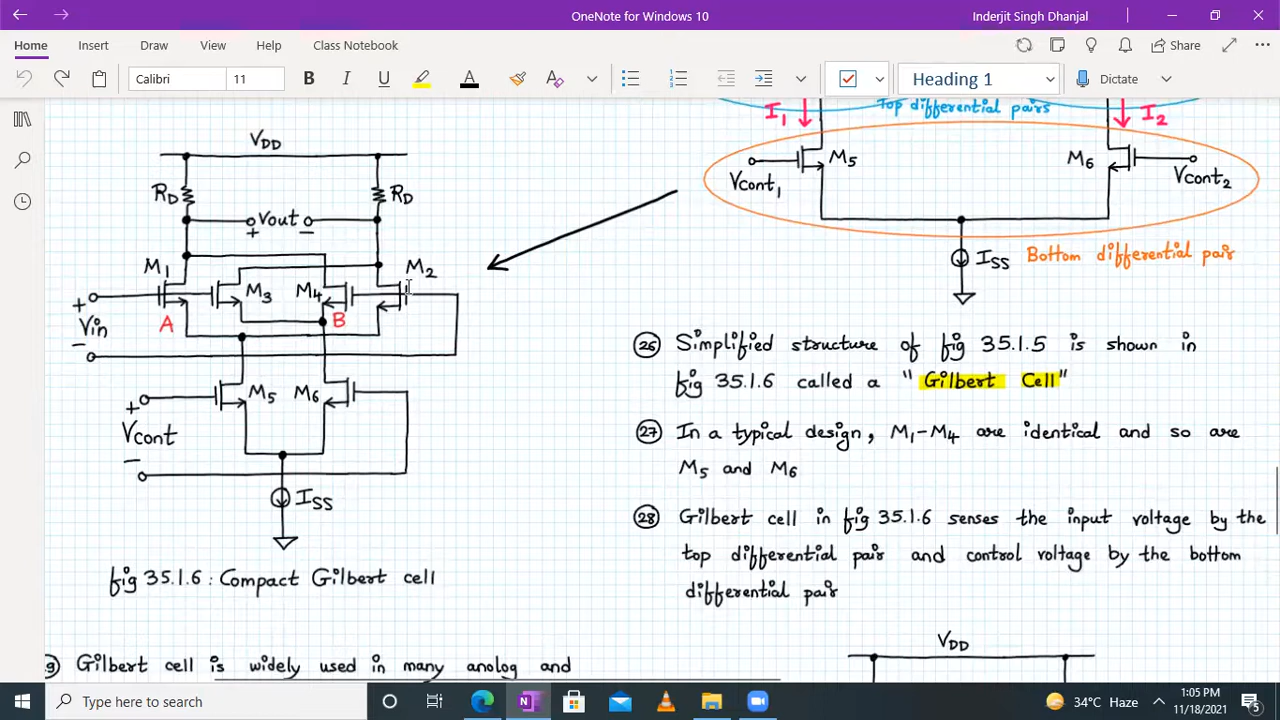 OneNote for Windows 10
Inderjit Singh Dhanjal
Home Insert Draw View Help Class Notebook
Share
Calibri 11 B I U A Heading 1 Dictate
Top differential pairs
I1 I2
M5 M6
Vcont1 Vcont2
ISS
Bottom differential pair
VDD
RD RD
Vout
+ −
M1 M2
M3 M4
+
Vin
−
A B
M5 M6
+
Vcont
−
ISS
fig 35.1.6 : Compact Gilbert cell
26 Simplified structure of fig 35.1.5 is shown in
fig 35.1.6 called a "Gilbert Cell"
27 In a typical design, M1-M4 are identical and so are
M5 and M6
28 Gilbert cell in fig 35.1.6 senses the input voltage by the
top differential pair and control voltage by the bottom
differential pair
9 Gilbert cell is widely used in many analog and
VDD
Type here to search
34°C Haze
1:05 PM
11/18/2021
5